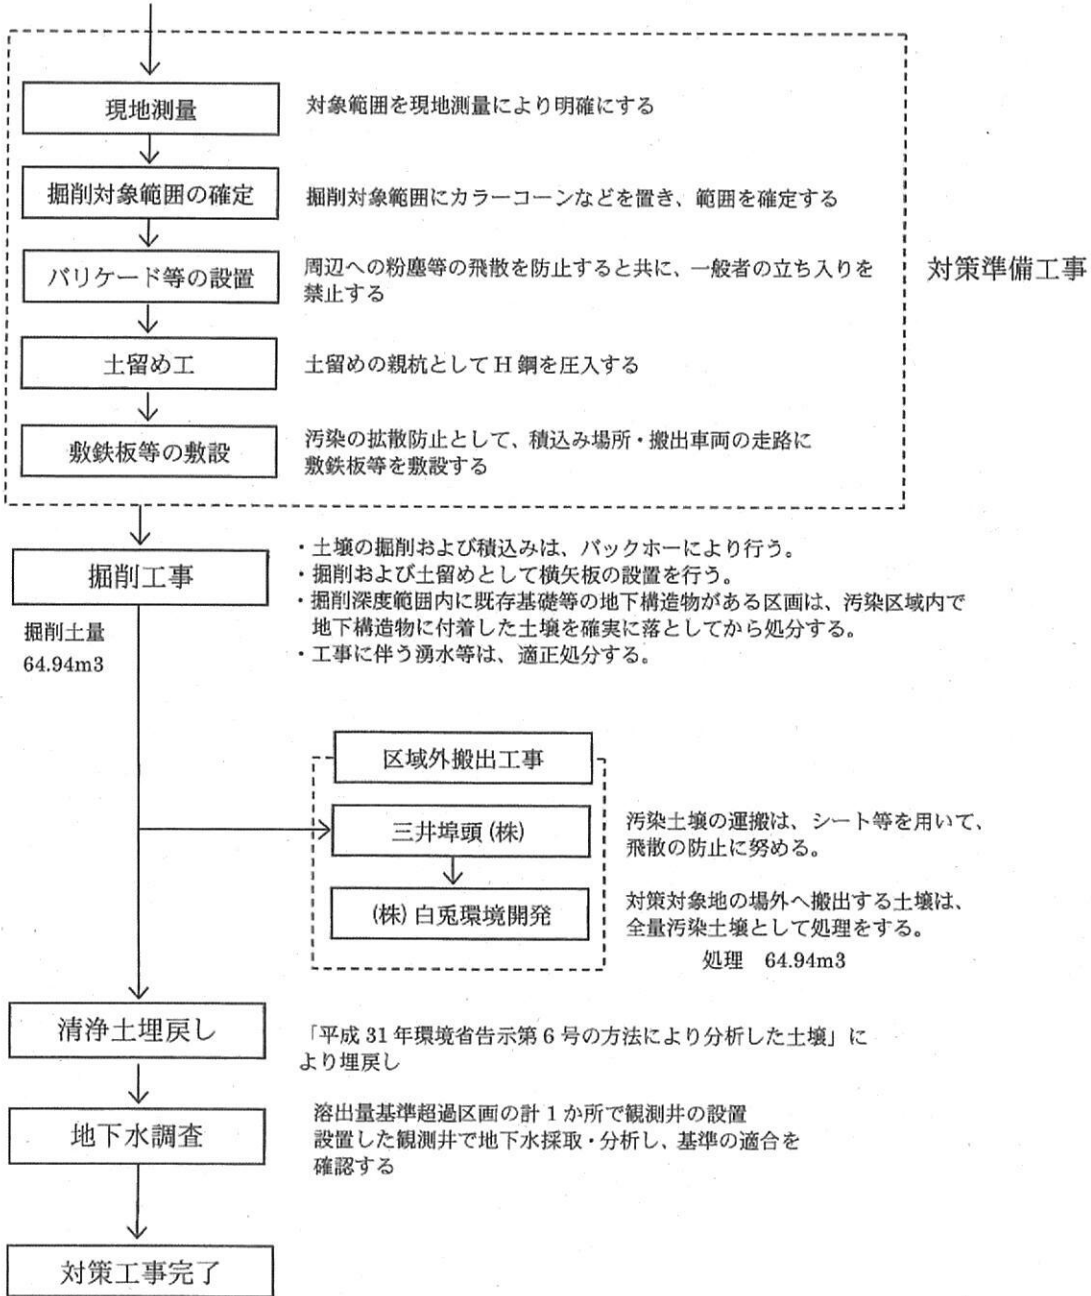 現地測量
対象範囲を現地測量により明確にする
掘削対象範囲の確定
掘削対象範囲にカラーコーンなどを置き、範囲を確定する
バリケード等の設置
周辺への粉塵等の飛散を防止すると共に、一般者の立ち入りを
禁止する
対策準備工事
土留め工
土留めの親杭としてH鋼を圧入する
敷鉄板等の敷設
汚染の拡散防止として、積込み場所・搬出車両の走路に
敷鉄板等を敷設する
掘削工事
・土壌の掘削および積込みは、バックホーにより行う。
・掘削および土留めとして横矢板の設置を行う。
・掘削深度範囲内に既存基礎等の地下構造物がある区画は、汚染区域内で
地下構造物に付着した土壌を確実に落としてから処分する。
・工事に伴う湧水等は、適正処分する。
掘削土量
64.94m3
区域外搬出工事
三井埠頭(株)
汚染土壌の運搬は、シート等を用いて、
飛散の防止に努める。
(株)白兎環境開発
対策対象地の場外へ搬出する土壌は、
全量汚染土壌として処理をする。
処理 64.94m3
清浄土埋戻し
「平成31年環境省告示第6号の方法により分析した土壌」に
より埋戻し
地下水調査
溶出量基準超過区画の計1か所で観測井の設置
設置した観測井で地下水採取・分析し、基準の適合を
確認する
対策工事完了